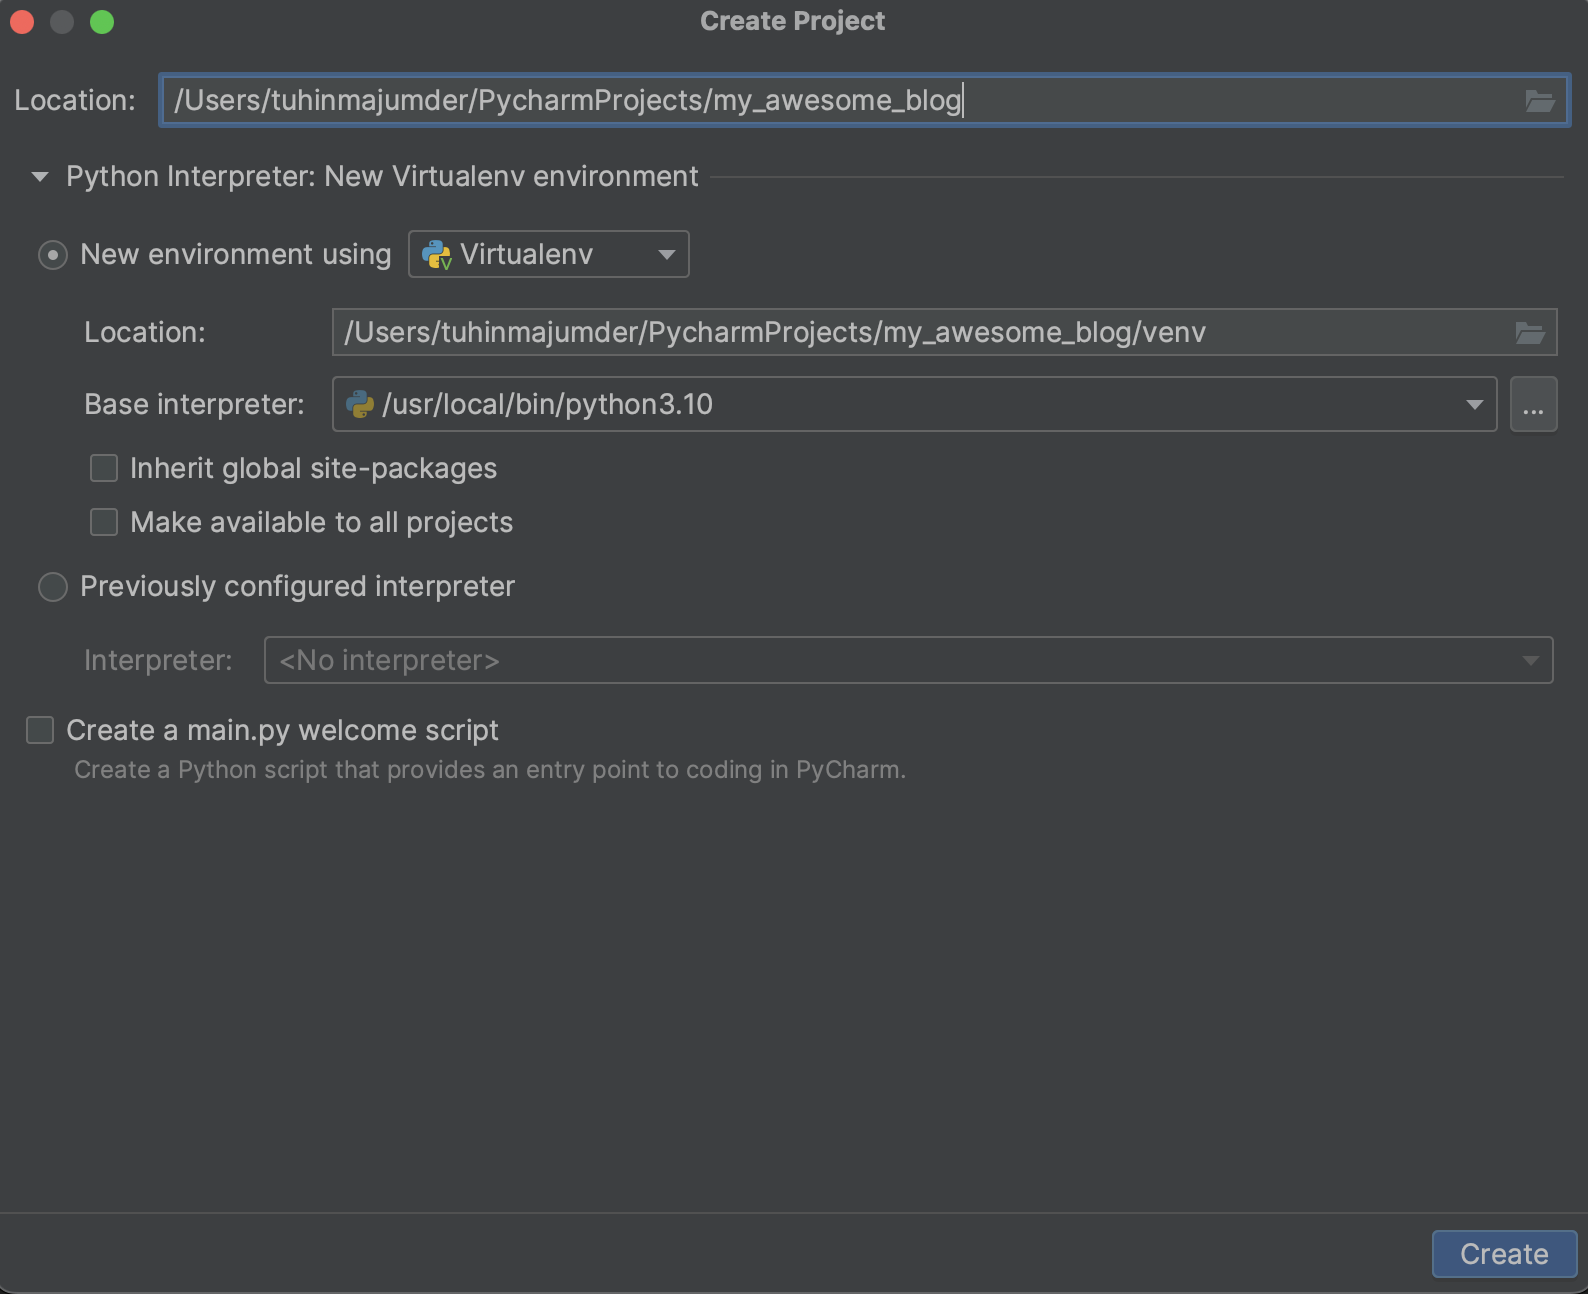 Create Project
Location: /Users/tuhinmajumder/PycharmProjects/my_awesome_blog
Python Interpreter: New Virtualenv environment
New environment using Virtualenv
Location: /Users/tuhinmajumder/PycharmProjects/my_awesome_blog/venv
Base interpreter: /usr/local/bin/python3.10 ...
Inherit global site-packages
Make available to all projects
Previously configured interpreter
Interpreter: <No interpreter>
Create a main.py welcome script
Create a Python script that provides an entry point to coding in PyCharm.
Create